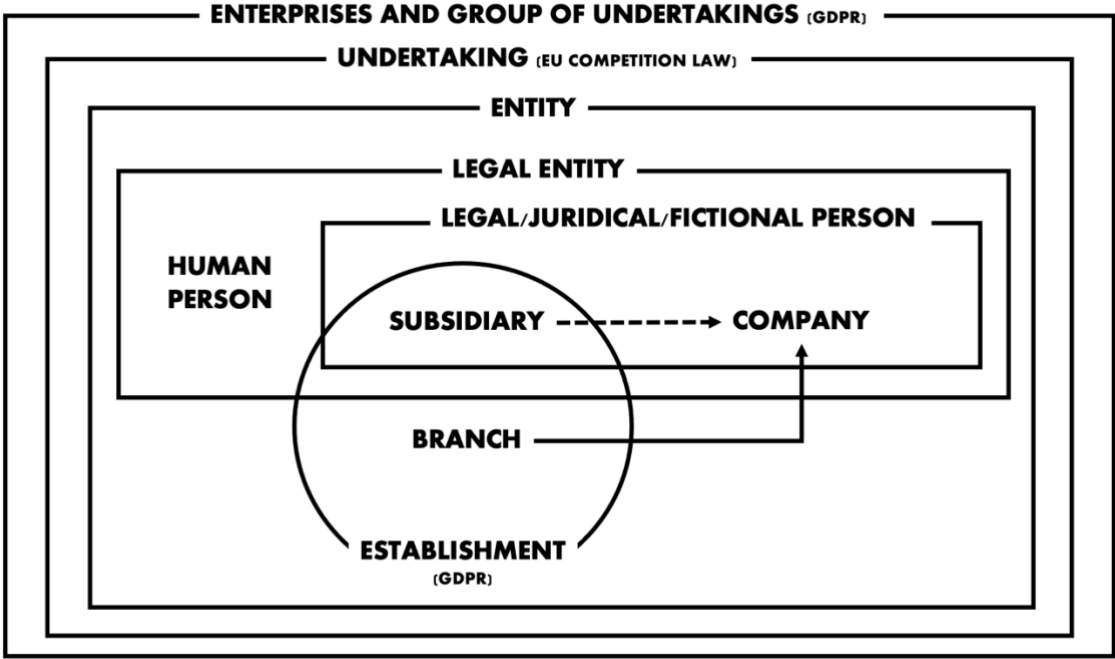 ENTERPRISES AND GROUP OF UNDERTAKINGS (GDPR)
UNDERTAKING (EU COMPETITION LAW)
ENTITY
LEGAL ENTITY
LEGAL/JURIDICAL/FICTIONAL PERSON
HUMAN
PERSON
SUBSIDIARY
COMPANY
BRANCH
ESTABLISHMENT
(GDPR)